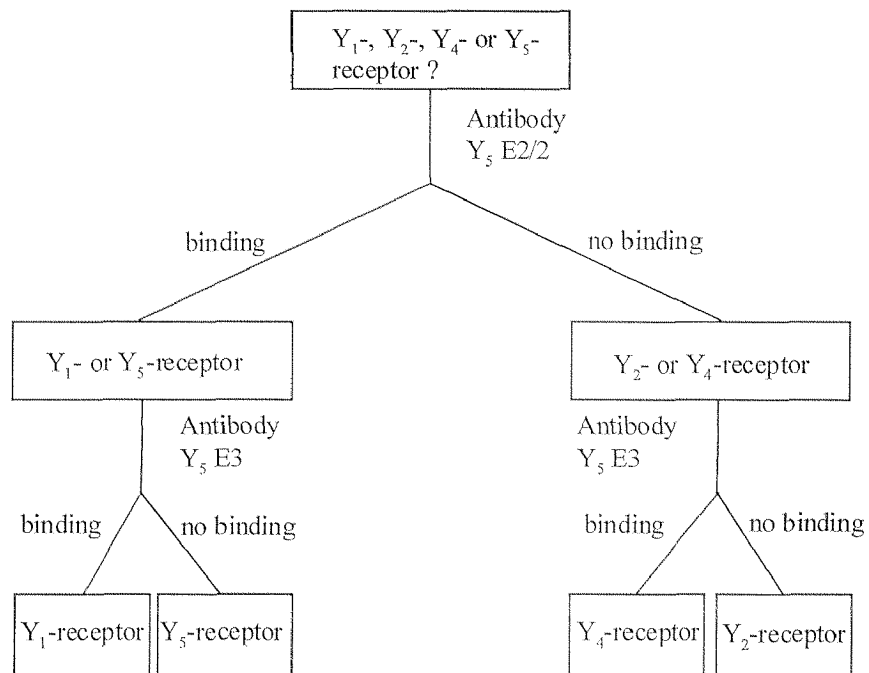 Y₁-, Y₂-, Y₄- or Y₅-
receptor ?
Antibody
Y₅ E2/2
binding
no binding
Y₁- or Y₅-receptor
Y₂- or Y₄-receptor
Antibody
Y₅ E3
Antibody
Y₅ E3
binding
no binding
binding
no binding
Y₁-receptor
Y₅-receptor
Y₄-receptor
Y₂-receptor